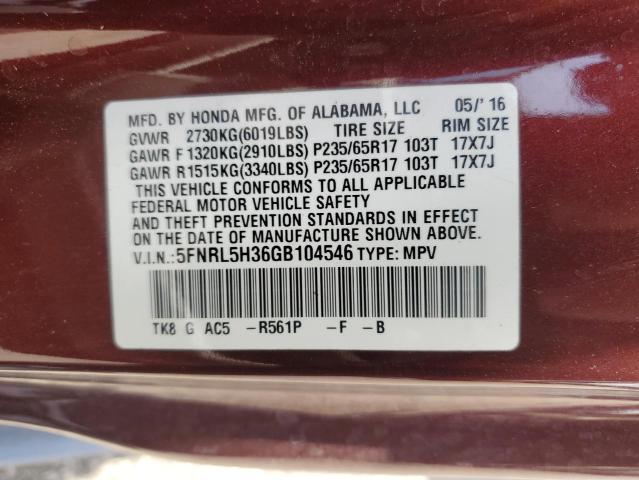 MFD. BY HONDA MFG. OF ALABAMA, LLC 05/'16
GVWR 2730KG(6019LBS) TIRE SIZE RIM SIZE
GAWR F 1320KG(2910LBS) P235/65R17 103T 17X7J
GAWR R1515KG(3340LBS) P235/65R17 103T 17X7J
THIS VEHICLE CONFORMS TO ALL APPLICABLE
FEDERAL MOTOR VEHICLE SAFETY
AND THEFT PREVENTION STANDARDS IN EFFECT
ON THE DATE OF MANUFACTURE SHOWN ABOVE.
V.I.N.:5FNRL5H36GB104546 TYPE: MPV
TK8 G AC5 -R561P -F -B